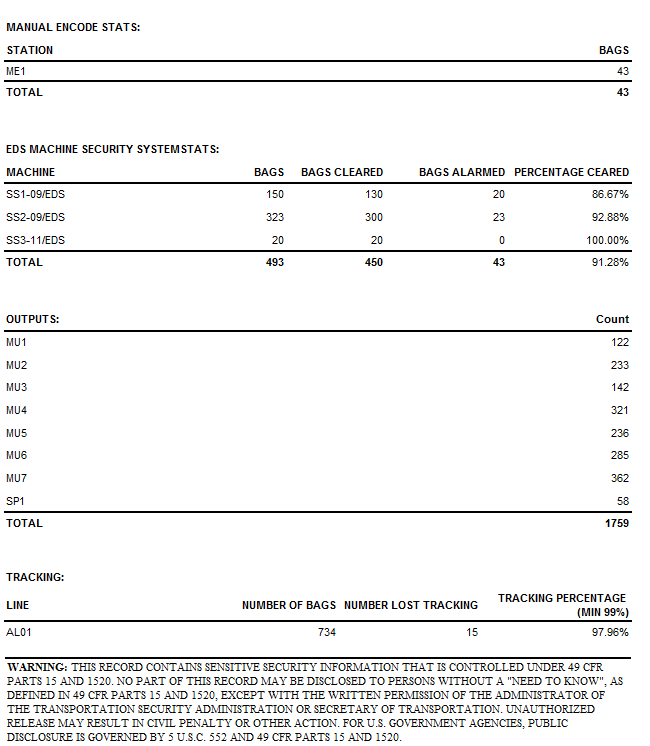 MANUAL ENCODE STATS:
STATION BAGS
ME1 43
TOTAL 43
EDS MACHINE SECURITY SYSTEMSTATS:
MACHINE BAGS BAGS CLEARED BAGS ALARMED PERCENTAGE CEARED
SS1-09/EDS 150 130 20 86.67%
SS2-09/EDS 323 300 23 92.88%
SS3-11/EDS 20 20 0 100.00%
TOTAL 493 450 43 91.28%
OUTPUTS: Count
MU1 122
MU2 233
MU3 142
MU4 321
MU5 236
MU6 285
MU7 362
SP1 58
TOTAL 1759
TRACKING:
LINE NUMBER OF BAGS NUMBER LOST TRACKING TRACKING PERCENTAGE
(MIN 99%)
AL01 734 15 97.96%
WARNING: THIS RECORD CONTAINS SENSITIVE SECURITY INFORMATION THAT IS CONTROLLED UNDER 49 CFR
PARTS 15 AND 1520. NO PART OF THIS RECORD MAY BE DISCLOSED TO PERSONS WITHOUT A "NEED TO KNOW", AS
DEFINED IN 49 CFR PARTS 15 AND 1520, EXCEPT WITH THE WRITTEN PERMISSION OF THE ADMINISTRATOR OF
THE TRANSPORTATION SECURITY ADMINISTRATION OR SECRETARY OF TRANSPORTATION. UNAUTHORIZED
RELEASE MAY RESULT IN CIVIL PENALTY OR OTHER ACTION. FOR U.S. GOVERNMENT AGENCIES, PUBLIC
DISCLOSURE IS GOVERNED BY 5 U.S.C. 552 AND 49 CFR PARTS 15 AND 1520.